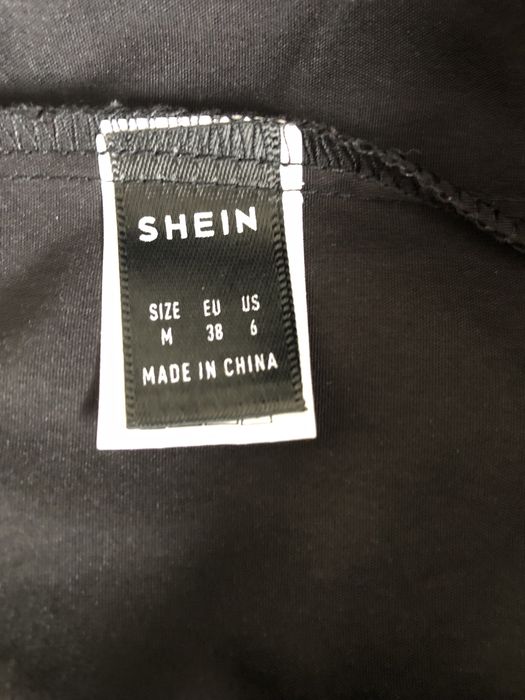 SHEIN
SIZE EU US
M 38 6
MADE IN CHINA